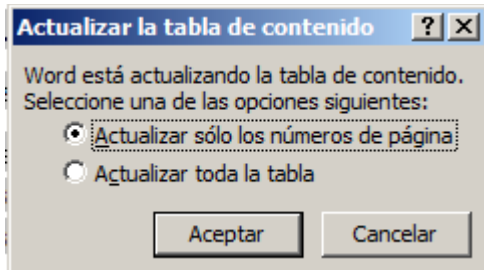 Actualizar la tabla de contenido
Word está actualizando la tabla de contenido.
Seleccione una de las opciones siguientes:
Actualizar sólo los números de página
Actualizar toda la tabla
Aceptar Cancelar